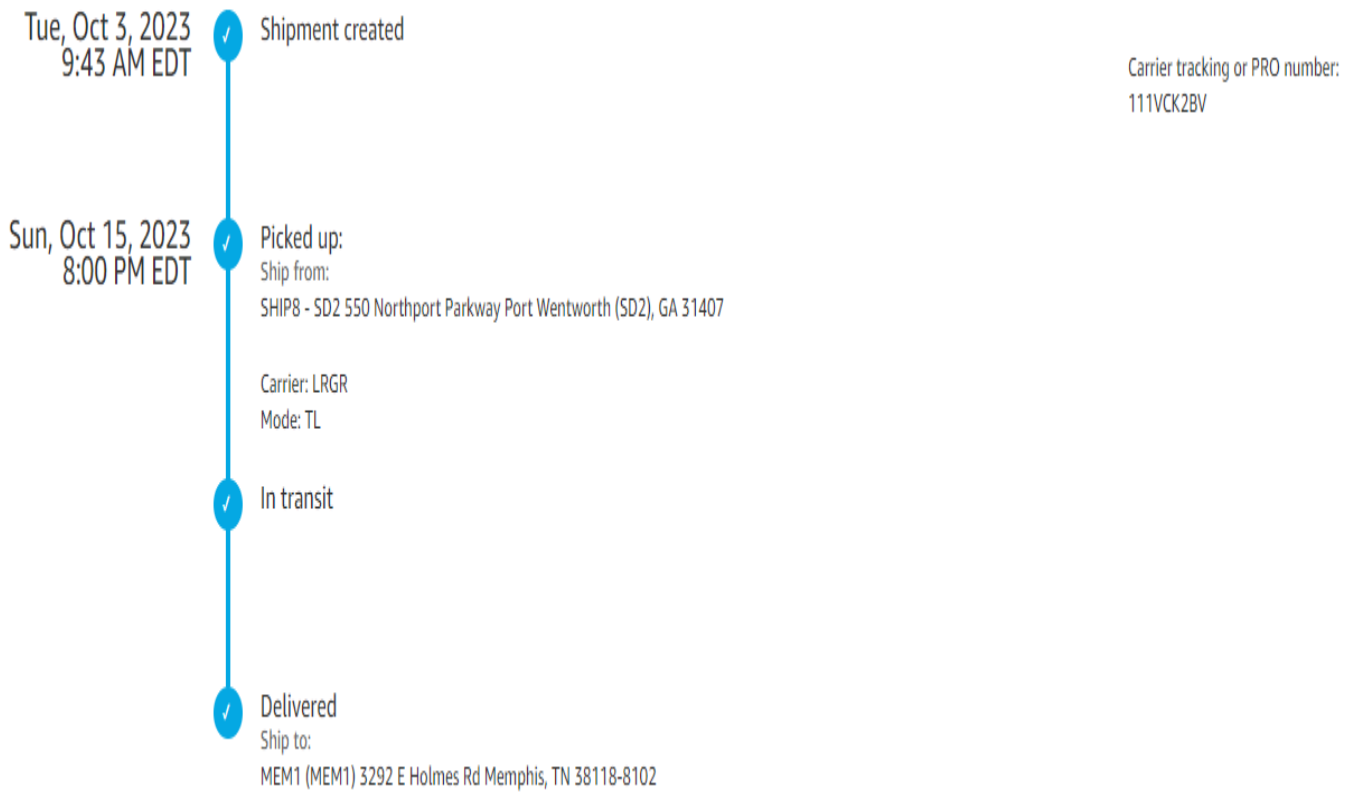 Tue, Oct 3, 2023
9:43 AM EDT
Shipment created
Carrier tracking or PRO number:
111VCK2BV
Sun, Oct 15, 2023
8:00 PM EDT
Picked up:
Ship from:
SHIP8 - SD2 550 Northport Parkway Port Wentworth (SD2), GA 31407
Carrier: LRGR
Mode: TL
In transit
Delivered
Ship to:
MEM1 (MEM1) 3292 E Holmes Rd Memphis, TN 38118-8102